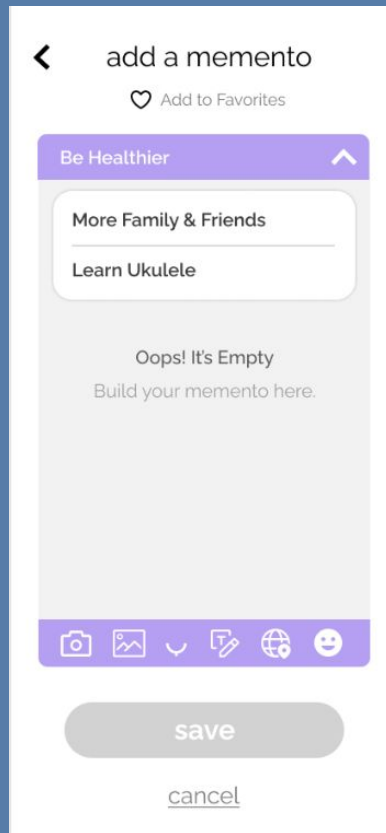 add a memento
Add to Favorites
Be Healthier
More Family & Friends
Learn Ukulele
Oops! It's Empty
Build your memento here.
T
save
cancel